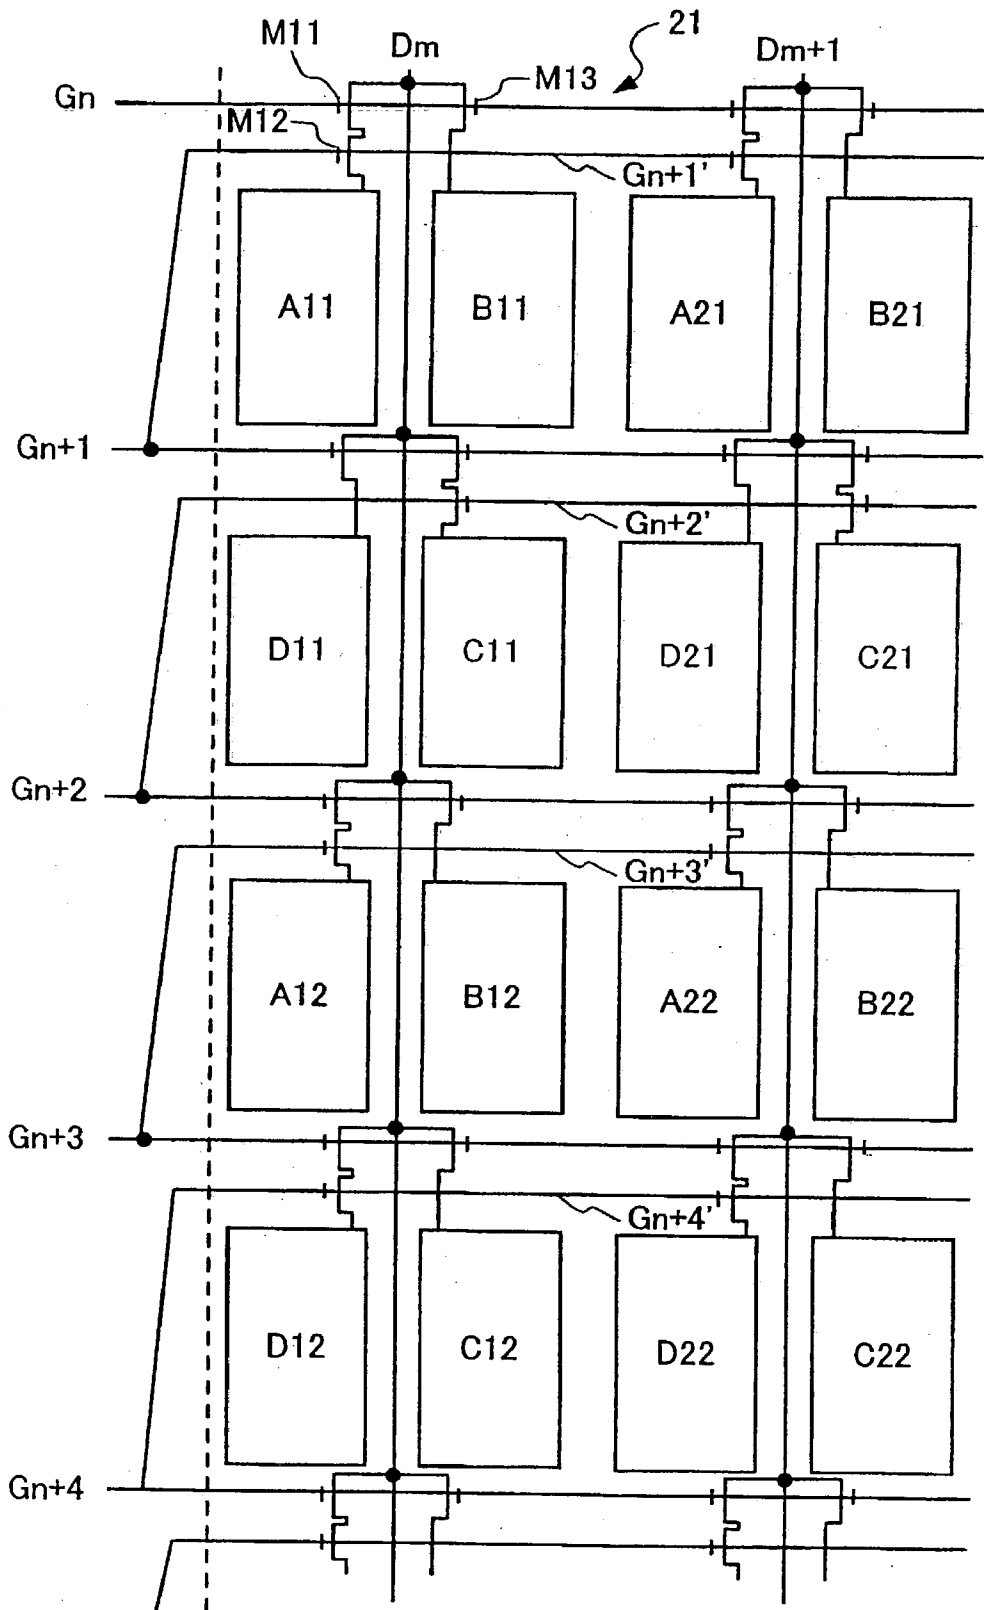 21
M11 Dm Dm+1
Gn M13
M12
Gn+1'
A11 B11 A21 B21
Gn+1
Gn+2'
D11 C11 D21 C21
Gn+2
Gn+3'
A12 B12 A22 B22
Gn+3
Gn+4'
D12 C12 D22 C22
Gn+4